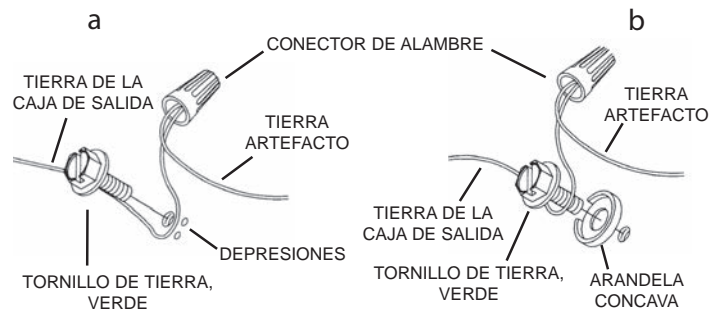 a
b
CONECTOR DE ALAMBRE
TIERRA DE LA
CAJA DE SALIDA
TIERRA
ARTEFACTO
DEPRESIONES
TORNILLO DE TIERRA,
VERDE
TIERRA
ARTEFACTO
TIERRA DE LA
CAJA DE SALIDA
TORNILLO DE TIERRA,
VERDE
ARANDELA
CONCAVA